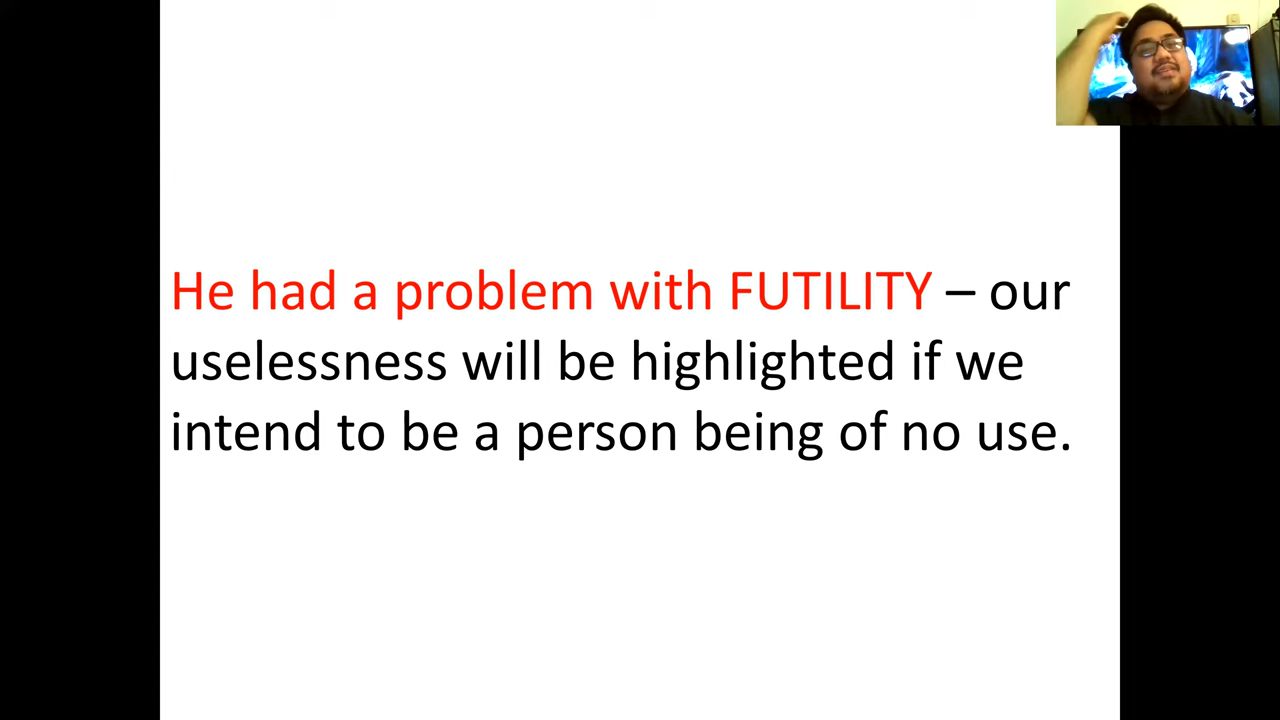 He had a problem with FUTILITY – our
uselessness will be highlighted if we
intend to be a person being of no use.